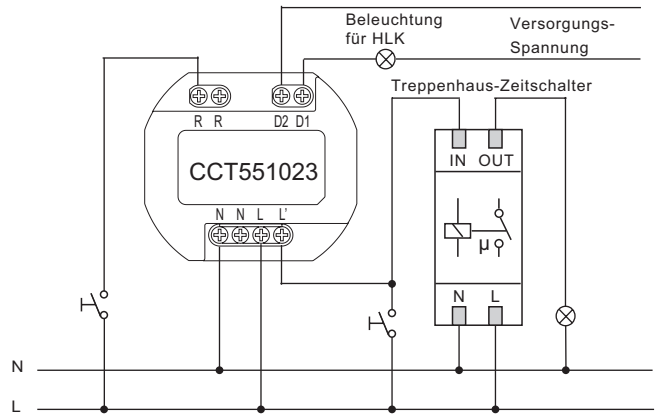 Beleuchtung
für HLK
Versorgungs-
Spannung
Treppenhaus-Zeitschalter
R R D2 D1
IN OUT
CCT551023
N N L L'
µ
N L
N
L